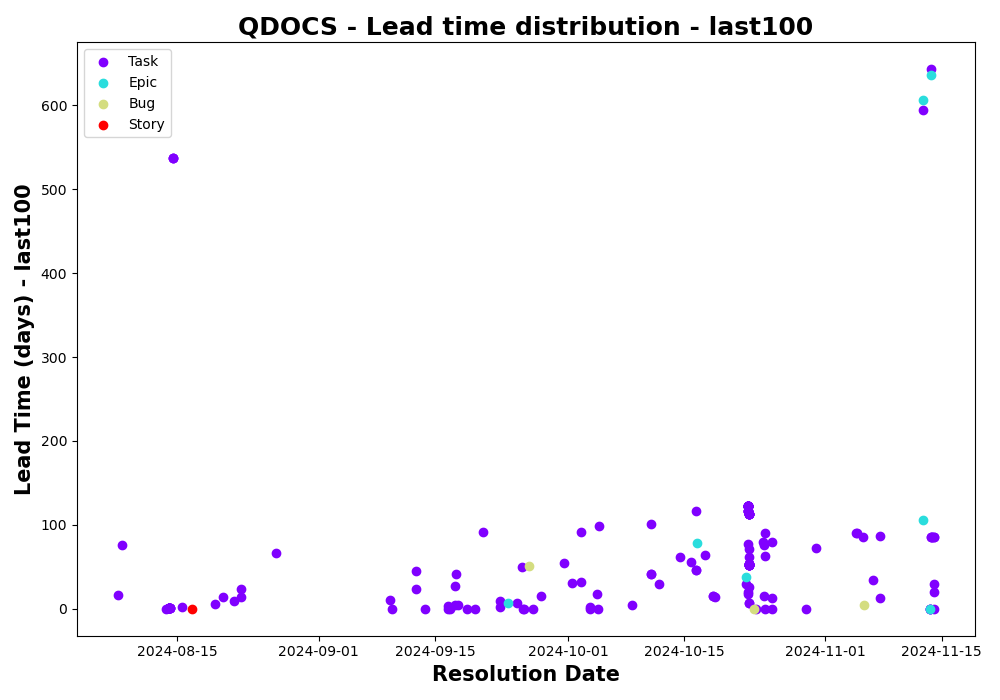 QDOCS - Lead time distribution - last100
Task
Epic
Bug
Story
Lead Time (days) - last100
600
500
400
300
200
100
0
2024-08-15
2024-09-01
2024-09-15
2024-10-01
2024-10-15
2024-11-01
2024-11-15
Resolution Date